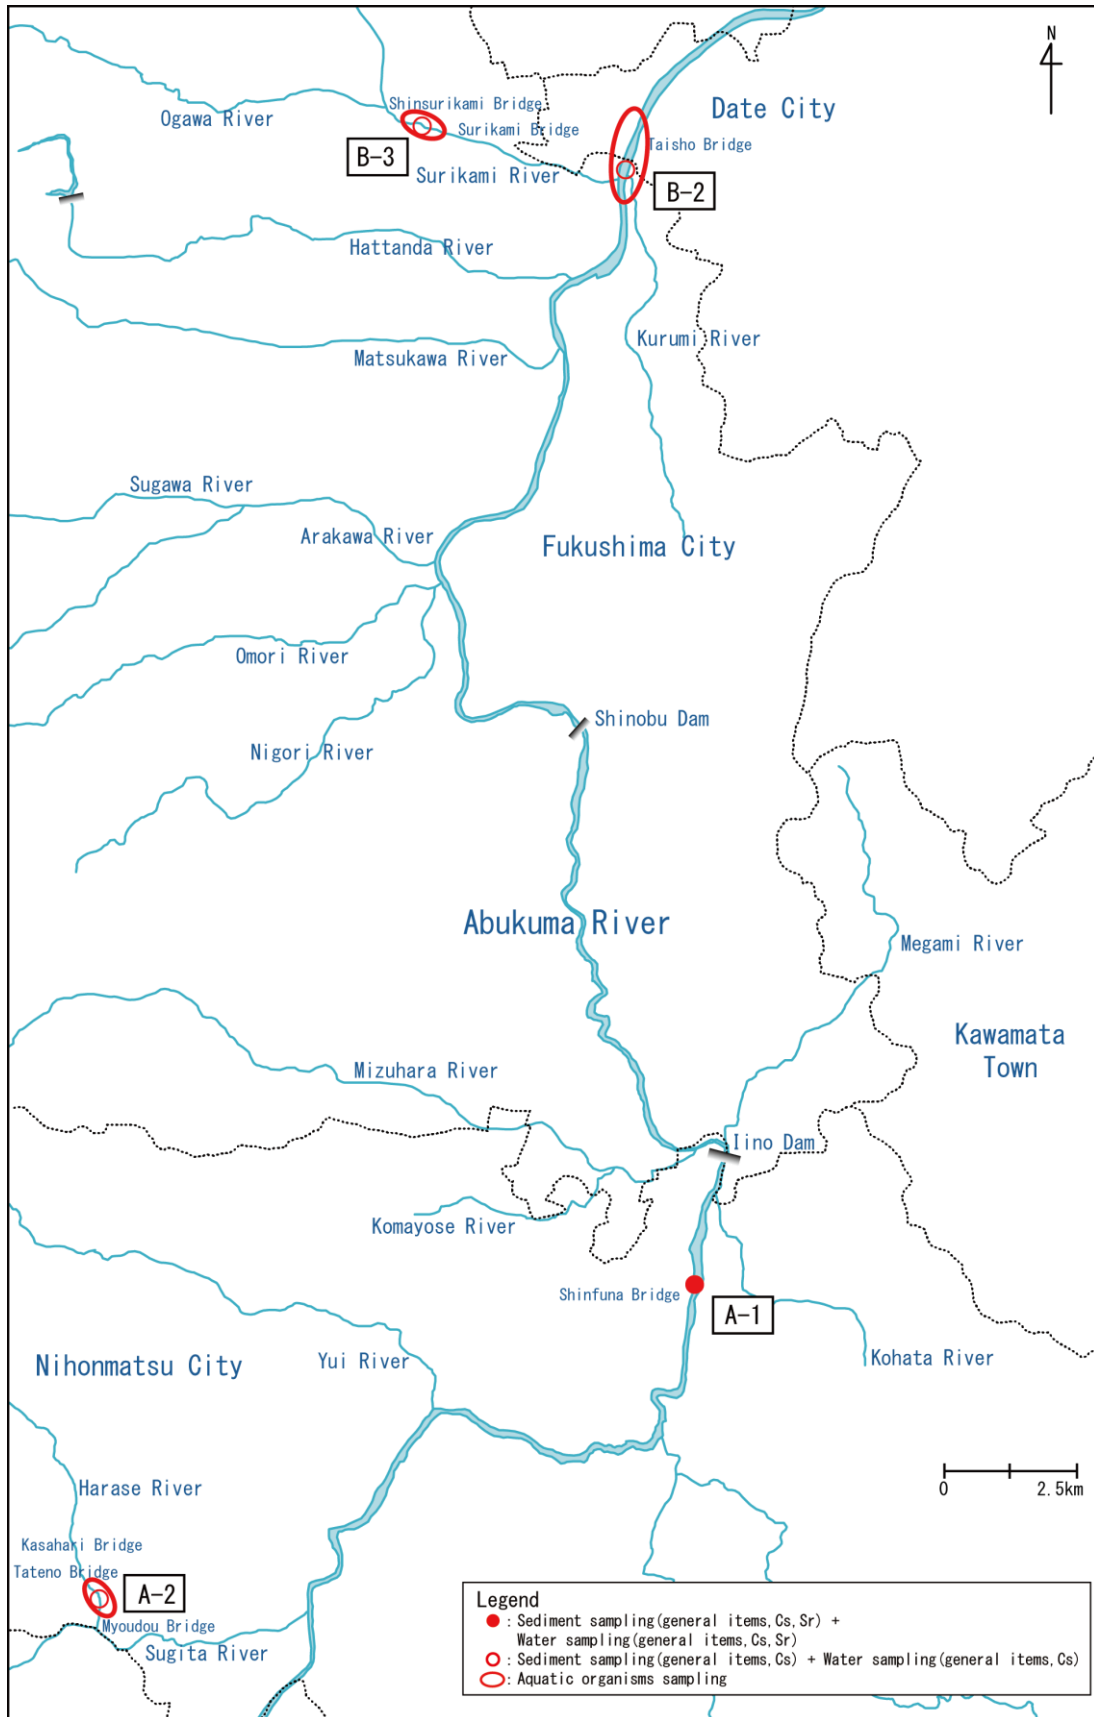 N
Date City
Shinsurikami Bridge
Ogawa River
Surikami Bridge
Taisho Bridge
B-3
Surikami River
B-2
Hattanda River
Kurumi River
Matsukawa River
Sugawa River
Arakawa River
Fukushima City
Omori River
Shinobu Dam
Nigori River
Abukuma River
Megami River
Kawamata
Town
Mizuhara River
Iino Dam
Komayose River
Shinfuna Bridge
A-1
Yui River
Kohata River
Nihonmatsu City
Harase River
0 2.5km
Kasahari Bridge
Tateno Bridge
A-2
Myoudou Bridge
Sugita River
Legend
: Sediment sampling(general items,Cs,Sr) +
Water sampling(general items,Cs,Sr)
: Sediment sampling(general items,Cs) + Water sampling(general items,Cs)
: Aquatic organisms sampling